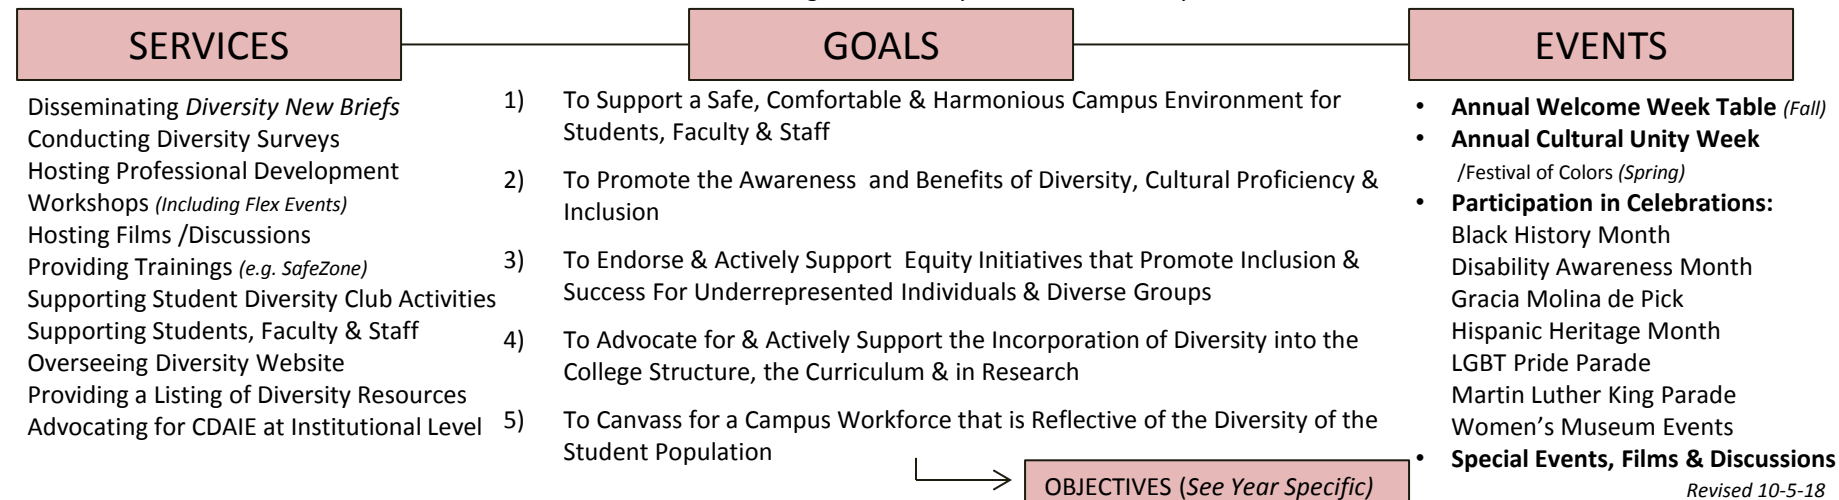 SERVICES
Disseminating Diversity New Briefs
Conducting Diversity Surveys
Hosting Professional Development
Workshops (Including Flex Events)
Hosting Films /Discussions
Providing Trainings (e.g. SafeZone)
Supporting Student Diversity Club Activities
Supporting Students, Faculty & Staff
Overseeing Diversity Website
Providing a Listing of Diversity Resources
Advocating for CDAIE at Institutional Level
GOALS
1) To Support a Safe, Comfortable & Harmonious Campus Environment for
Students, Faculty & Staff
2) To Promote the Awareness and Benefits of Diversity, Cultural Proficiency &
Inclusion
3) To Endorse & Actively Support Equity Initiatives that Promote Inclusion &
Success For Underrepresented Individuals & Diverse Groups
4) To Advocate for & Actively Support the Incorporation of Diversity into the
College Structure, the Curriculum & in Research
5) To Canvass for a Campus Workforce that is Reflective of the Diversity of the
Student Population
OBJECTIVES (See Year Specific)
EVENTS
• Annual Welcome Week Table (Fall)
• Annual Cultural Unity Week
/Festival of Colors (Spring)
• Participation in Celebrations:
Black History Month
Disability Awareness Month
Gracia Molina de Pick
Hispanic Heritage Month
LGBT Pride Parade
Martin Luther King Parade
Women's Museum Events
• Special Events, Films & Discussions
Revised 10-5-18